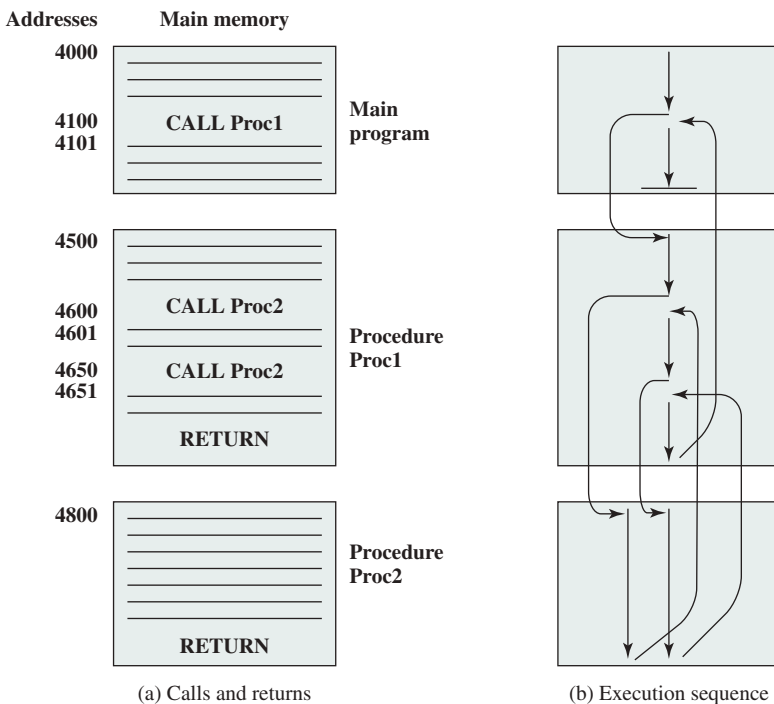 Addresses
Main memory
4000
4100
4101
CALL Proc1
Main
program
4500
4600
4601
4650
4651
CALL Proc2
CALL Proc2
RETURN
Procedure
Proc1
4800
RETURN
Procedure
Proc2
(a) Calls and returns
(b) Execution sequence